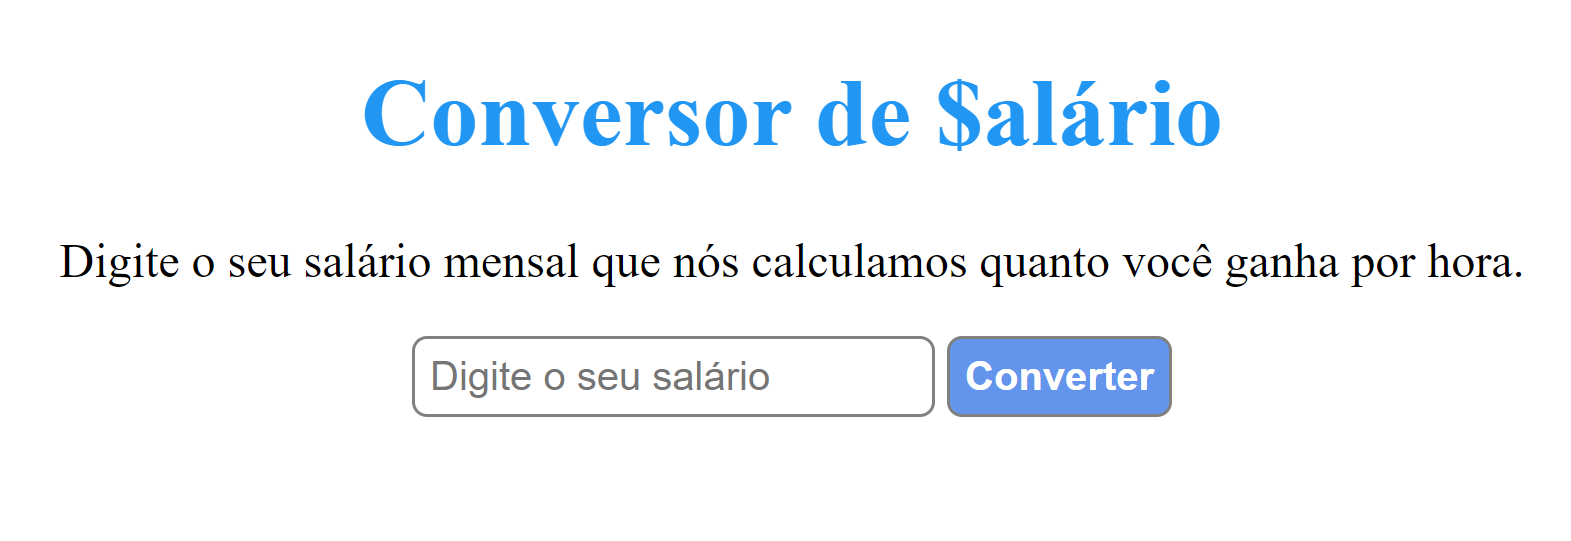 Conversor de $alário
Digite o seu salário mensal que nós calculamos quanto você ganha por hora.
Digite o seu salário Converter